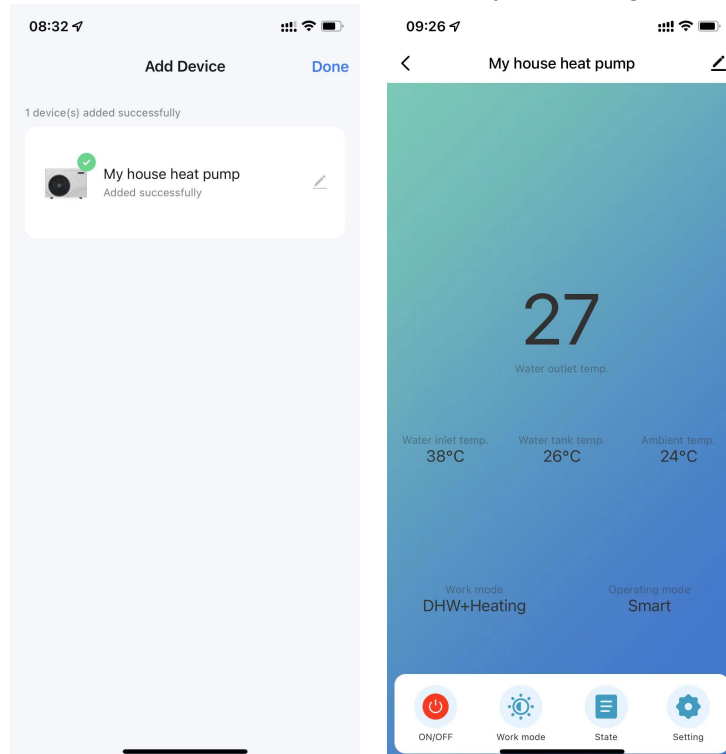 08:32
Add Device
Done
1 device(s) added successfully
My house heat pump
Added successfully
09:26
My house heat pump
27
Water outlet temp.
Water inlet temp.
Water tank temp.
Ambient temp.
38°C
26°C
24°C
Work mode
Operating mode
DHW+Heating
Smart
ON/OFF
Work mode
State
Setting